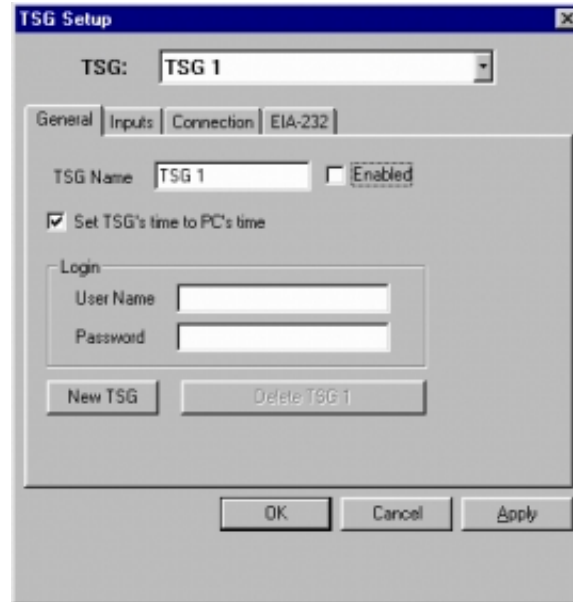 TSG Setup
TSG: TSG 1
General Inputs Connection EIA-232
TSG Name TSG 1 Enabled
Set TSG's time to PC's time
Login
User Name
Password
New TSG Delete TSG 1
OK Cancel Apply